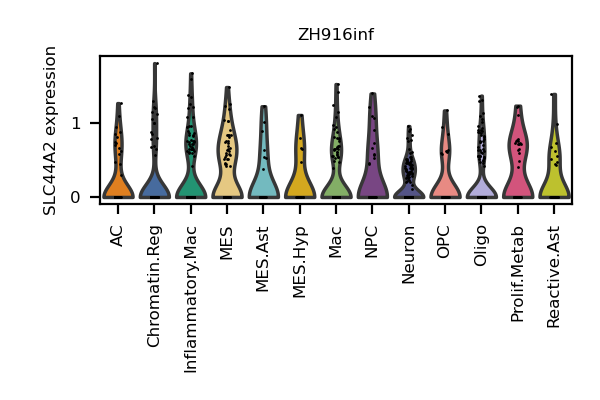 ZH916inf
SLC44A2 expression
1
0
AC
Chromatin.Reg
Inflammatory.Mac
MES
MES.Ast
MES.Hyp
Mac
NPC
Neuron
OPC
Oligo
Prolif.Metab
Reactive.Ast